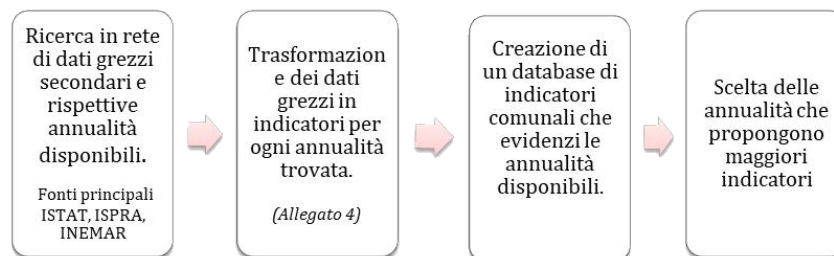 Ricerca in rete
di dati grezzi
secondari e
rispettive
annualità
disponibili.
Fonti principali
ISTAT, ISPRA,
INEMAR
Trasformazion
e dei dati
grezzi in
indicatori per
ogni annualità
trovata.
(Allegato 4)
Creazione di
un database di
indicatori
comunali che
evidenzi le
annualità
disponibili.
Scelta delle
annualità che
propongono
maggiori
indicatori